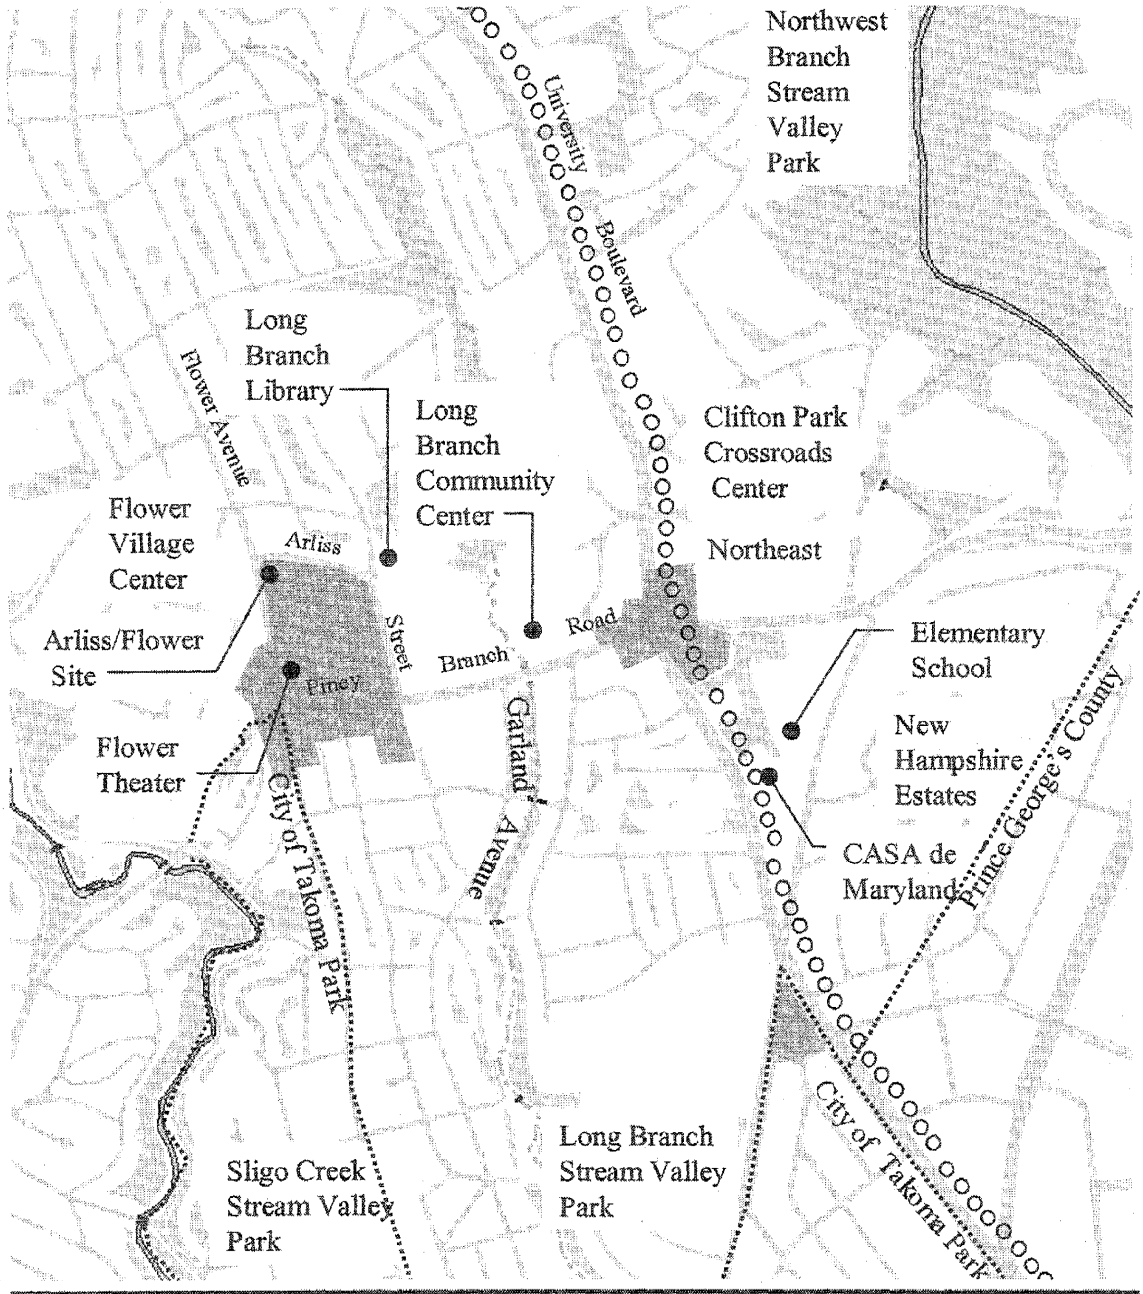 Northwest
Branch
Stream
Valley
Park
University
Boulevard
Long
Branch
Library
Flower Avenue
Long
Branch
Community
Center
Clifton Park
Crossroads
Center
Northeast
Flower
Village
Center
Arliss
Street
Arliss/Flower
Site
Piney
Branch
Road
Elementary
School
Flower
Theater
Garland
Avenue
New
Hampshire
Estates
Prince George's County
CASA de
Maryland
City of Takoma Park
Sligo Creek
Stream Valley
Park
Long Branch
Stream Valley
Park
City of Takoma Park